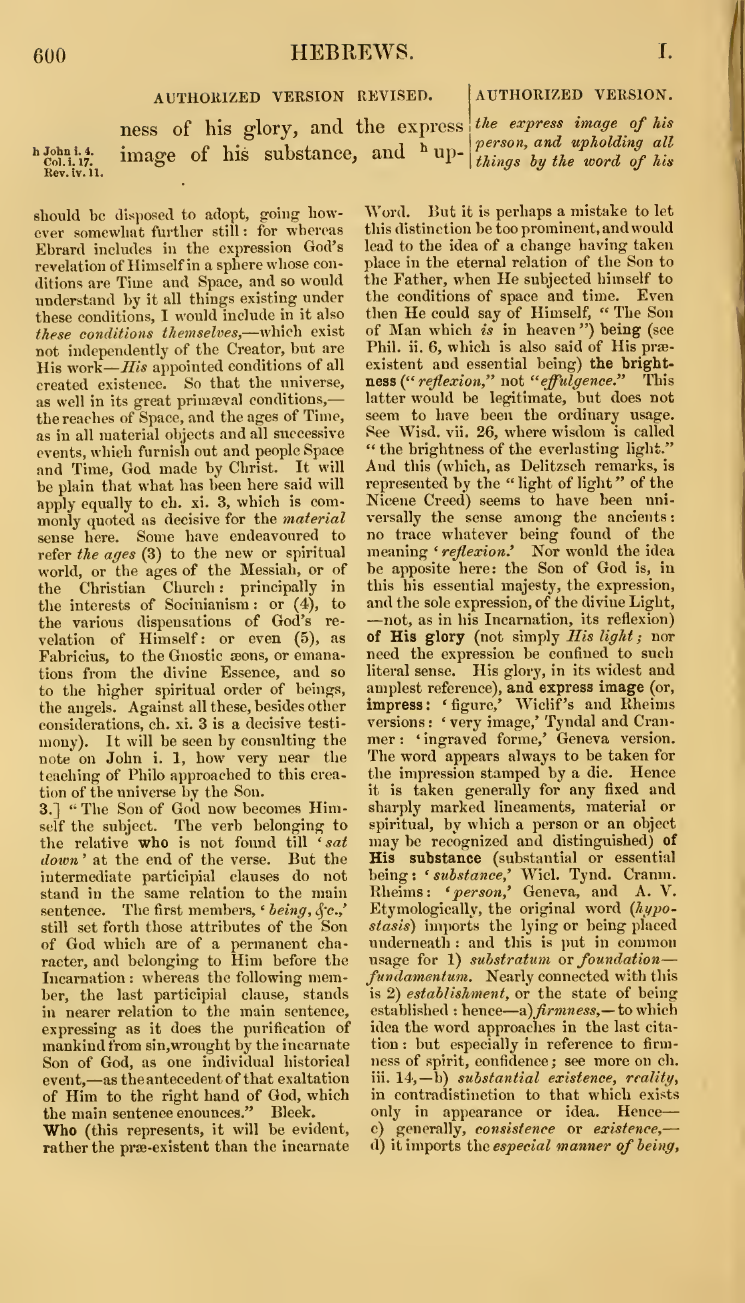 600
HEBREWS.
I.
AUTHORIZED VERSION REVISED.
ness of his glory, and the express
image of his substance, and h up-
h John i. 4.
Col. i. 17.
Rev. iv. 11.
AUTHORIZED VERSION.
the express image of his
person, and upholding all
things by the word of his
should be disposed to adopt, going how-
ever somewhat further still: for whereas
Ebrard includes in the expression God's
revelation of Himself in a sphere whose con-
ditions are Time and Space, and so would
understand by it all things existing under
these conditions, I would include in it also
these conditions themselves,—which exist
not independently of the Creator, but are
His work—His appointed conditions of all
created existence. So that the universe,
as well in its great primæval conditions,—
the reaches of Space, and the ages of Time,
as in all material objects and all successive
events, which furnish out and people Space
and Time, God made by Christ. It will
be plain that what has been here said will
apply equally to ch. xi. 3, which is com-
monly quoted as decisive for the material
sense here. Some have endeavoured to
refer the ages (3) to the new or spiritual
world, or the ages of the Messiah, or of
the Christian Church: principally in
the interests of Socinianism: or (4), to
the various dispensations of God's re-
velation of Himself: or even (5), as
Fabricius, to the Gnostic æons, or emana-
tions from the divine Essence, and so
to the higher spiritual order of beings,
the angels. Against all these, besides other
considerations, ch. xi. 3 is a decisive testi-
mony). It will be seen by consulting the
note on John i. 1, how very near the
teaching of Philo approached to this crea-
tion of the universe by the Son.
3.] "The Son of God now becomes Him-
self the subject. The verb belonging to
the relative who is not found till 'sat
down' at the end of the verse. But the
intermediate participial clauses do not
stand in the same relation to the main
sentence. The first members, 'being, &c.,'
still set forth those attributes of the Son
of God which are of a permanent cha-
racter, and belonging to Him before the
Incarnation: whereas the following mem-
ber, the last participial clause, stands
in nearer relation to the main sentence,
expressing as it does the purification of
mankind from sin, wrought by the incarnate
Son of God, as one individual historical
event,—as the antecedent of that exaltation
of Him to the right hand of God, which
the main sentence enounces." Bleek.
Who (this represents, it will be evident,
rather the præ-existent than the incarnate
Word. But it is perhaps a mistake to let
this distinction be too prominent, and would
lead to the idea of a change having taken
place in the eternal relation of the Son to
the Father, when He subjected himself to
the conditions of space and time. Even
then He could say of Himself, "The Son
of Man which is in heaven") being (see
Phil. ii. 6, which is also said of His præ-
existent and essential being) the bright-
ness ("reflexion," not "effulgence." This
latter would be legitimate, but does not
seem to have been the ordinary usage.
See Wisd. vii. 26, where wisdom is called
"the brightness of the everlasting light."
And this (which, as Delitzsch remarks, is
represented by the "light of light" of the
Nicene Creed) seems to have been uni-
versally the sense among the ancients:
no trace whatever being found of the
meaning 'reflexion.' Nor would the idea
be apposite here: the Son of God is, in
this his essential majesty, the expression,
and the sole expression, of the divine Light,
—not, as in his Incarnation, its reflexion)
of His glory (not simply His light; nor
need the expression be confined to such
literal sense. His glory, in its widest and
amplest reference), and express image (or,
impress: 'figure,' Wiclif's and Rheims
versions: 'very image,' Tyndal and Cran-
mer: 'ingraved forme,' Geneva version.
The word appears always to be taken for
the impression stamped by a die. Hence
it is taken generally for any fixed and
sharply marked lineaments, material or
spiritual, by which a person or an object
may be recognized and distinguished) of
His substance (substantial or essential
being: 'substance,' Wicl. Tynd. Cranm.
Rheims: 'person,' Geneva, and A. V.
Etymologically, the original word (hypo-
stasis) imports the lying or being placed
underneath: and this is put in common
usage for 1) substratum or foundation—
fundamentum. Nearly connected with this
is 2) establishment, or the state of being
established: hence—a) firmness,—to which
idea the word approaches in the last cita-
tion: but especially in reference to firm-
ness of spirit, confidence; see more on ch.
iii. 14,—b) substantial existence, reality,
in contradistinction to that which exists
only in appearance or idea. Hence—
c) generally, consistence or existence,—
d) it imports the especial manner of being,